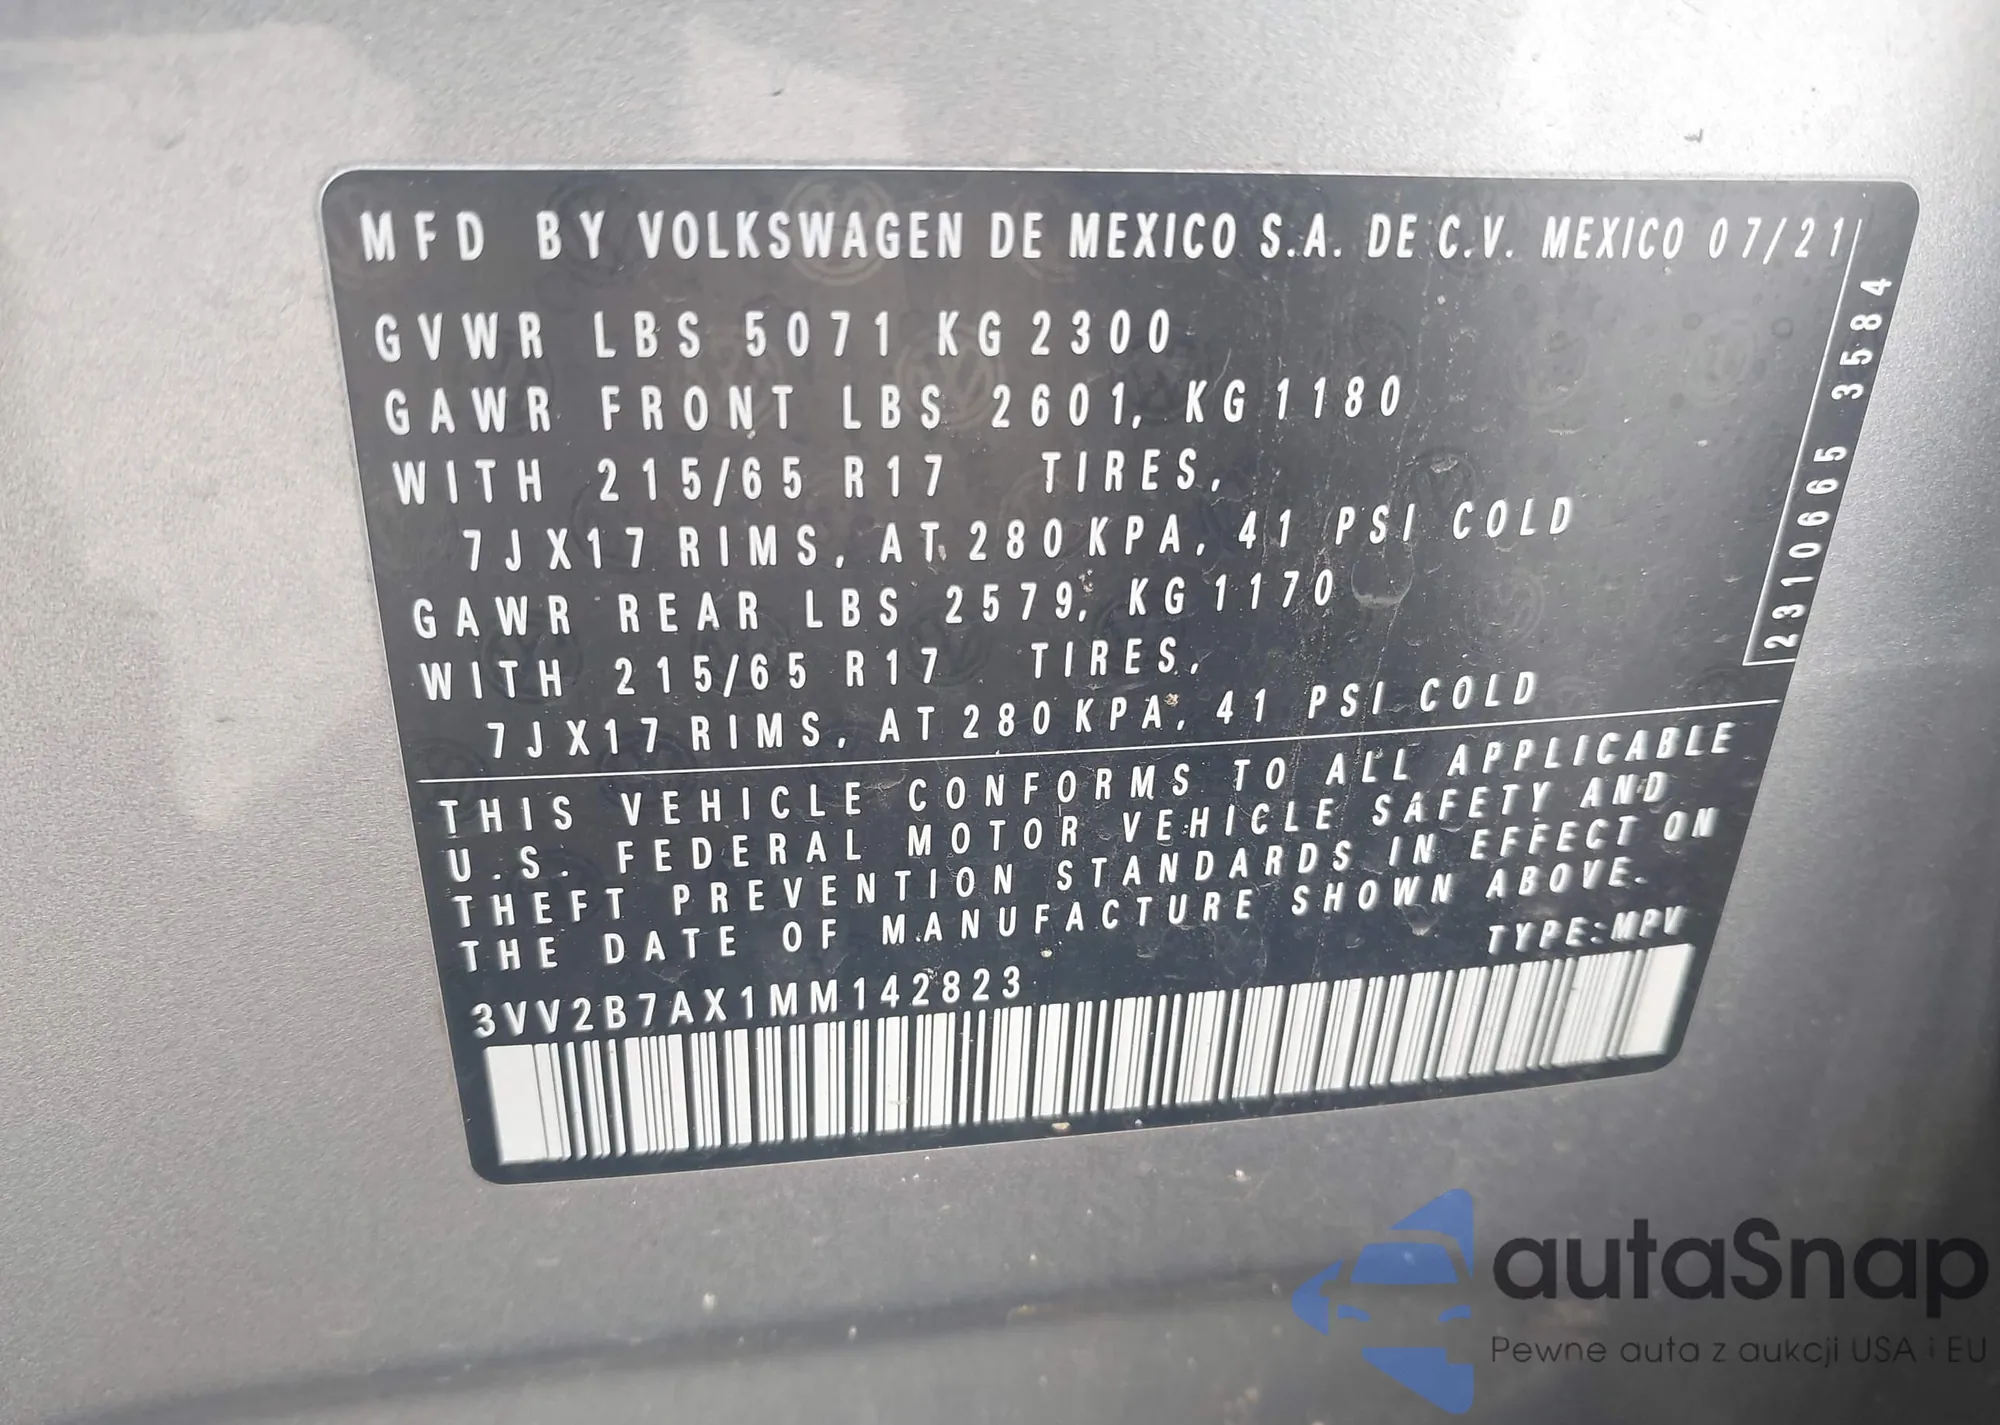 MFD BY VOLKSWAGEN DE MEXICO S.A. DE C.V. MEXICO 07/21
GVWR LBS 5071 KG 2300
GAWR FRONT LBS 2601, KG 1180
WITH 215/65 R17 TIRES,
7JX17 RIMS, AT 280 KPA, 41 PSI COLD
GAWR REAR LBS 2579, KG 1170
WITH 215/65 R17 TIRES,
7JX17 RIMS, AT 280 KPA, 41 PSI COLD
2310665 3584
THIS VEHICLE CONFORMS TO ALL APPLICABLE
U.S. FEDERAL MOTOR VEHICLE SAFETY AND
THEFT PREVENTION STANDARDS IN EFFECT ON
THE DATE OF MANUFACTURE SHOWN ABOVE.
TYPE: MPV
3VV2B7AX1MM142823
autaSnap
Pewne auta z aukcji USA i EU